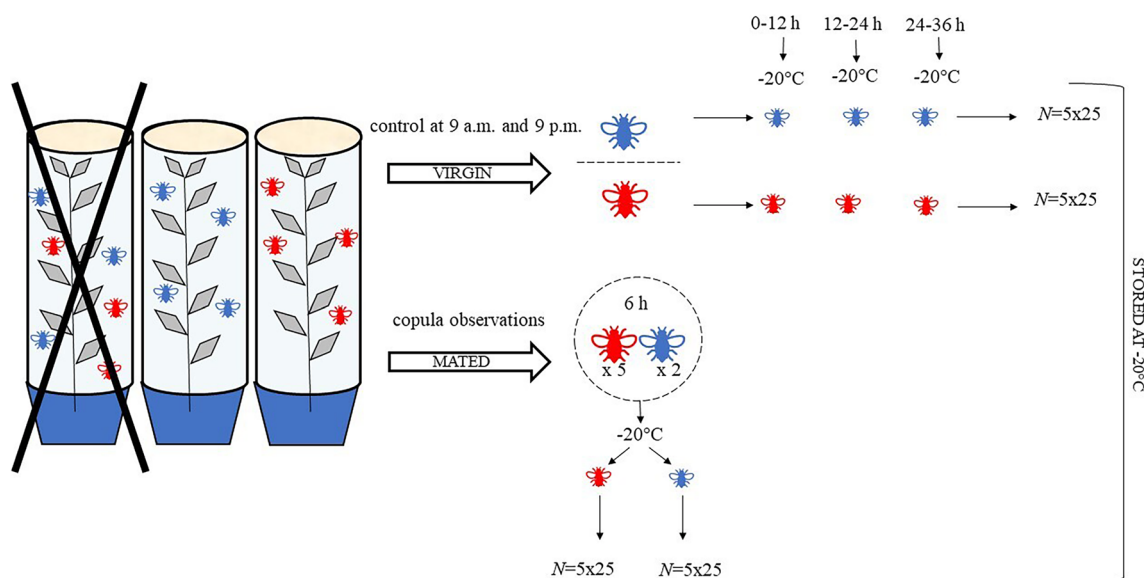 0-12 h
12-24 h
24-36 h
-20°C
-20°C
-20°C
control at 9 a.m. and 9 p.m.
VIRGIN
N=5x25
N=5x25
copula observations
MATED
6 h
x 5
x 2
-20°C
N=5x25
N=5x25
STORED AT -20°C